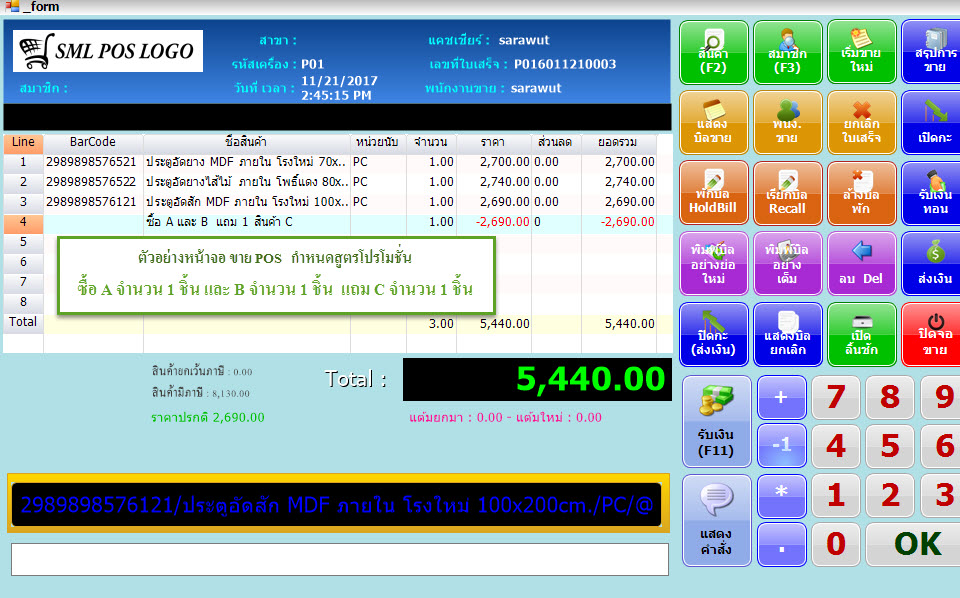 _form
SML POS LOGO
สาขา :
แคชเชียร์ : sarawut
รหัสเครื่อง : P01
เลขที่ใบเสร็จ : P016011210003
สมาชิก :
วันที่ เวลา : 11/21/2017 2:45:15 PM
พนักงานขาย : sarawut
Line BarCode ชื่อสินค้า หน่วยนับ จำนวน ราคา ส่วนลด ยอดรวม
1 2989898576521 ประตูอัดยาง MDF ภายใน โรงใหม่ 70x.. PC 1.00 2,700.00 0.00 2,700.00
2 2989898576522 ประตูอัดยางไส้ไม้ ภายใน โพธิ์แดง 80x.. PC 1.00 2,740.00 0.00 2,740.00
3 2989898576121 ประตูอัดสัก MDF ภายใน โรงใหม่ 100x.. PC 1.00 2,690.00 0.00 2,690.00
4 ซื้อ A และ B แถม 1 สินค้า C 1.00 -2,690.00 0 -2,690.00
5
6
7
8
ตัวอย่างหน้าจอ ขาย POS กำหนดสูตรโปรโมชั่น
ซื้อ A จำนวน 1 ชิ้น และ B จำนวน 1 ชิ้น แถม C จำนวน 1 ชิ้น
Total 3.00 5,440.00 5,440.00
สินค้ายกเว้นภาษี : 0.00
สินค้ามีภาษี : 8,130.00
ราคาปรกติ 2,690.00
Total : 5,440.00
แต้มยกมา : 0.00 - แต้มใหม่ : 0.00
2989898576121/ประตูอัดสัก MDF ภายใน โรงใหม่ 100x200cm./PC/@
สินค้า
(F2)
สมาชิก
(F3)
เริ่มขาย
ใหม่
สรุปการ
ขาย
แสดง
บิลขาย
พนง.
ขาย
ยกเลิก
ใบเสร็จ
เปิดกะ
พักบิล
HoldBill
เรียกบิล
Recall
ล้างบิล
พัก
รับเงิน
ทอน
พิมพ์บิล
อย่างย่อ
ใหม่
พิมพ์บิล
อย่าง
เต็ม
ลบ Del
ส่งเงิน
ปิดกะ
(ส่งเงิน)
แสดงบิล
ยกเลิก
เปิด
ลิ้นชัก
ปิดจอ
ขาย
รับเงิน
(F11)
+ 7 8 9
-1 4 5 6
แสดง
คำสั่ง
* 1 2 3
. 0 OK